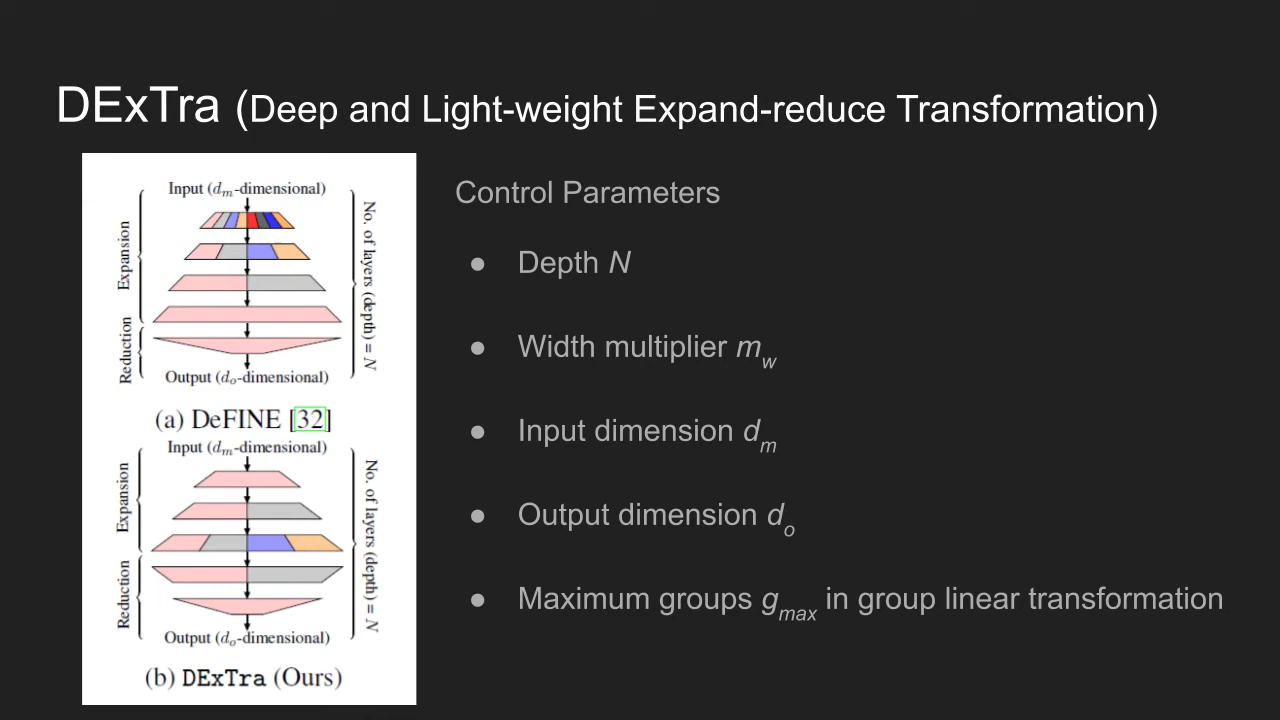 DExTra (Deep and Light-weight Expand-reduce Transformation)
Input (dm-dimensional)
Expansion
Reduction
No. of layers (depth) = N
Output (do-dimensional)
(a) DeFINE [32]
Input (dm-dimensional)
Expansion
Reduction
No. of layers (depth) = N
Output (do-dimensional)
(b) DExTra (Ours)
Control Parameters
● Depth N
● Width multiplier mw
● Input dimension dm
● Output dimension do
● Maximum groups gmax in group linear transformation